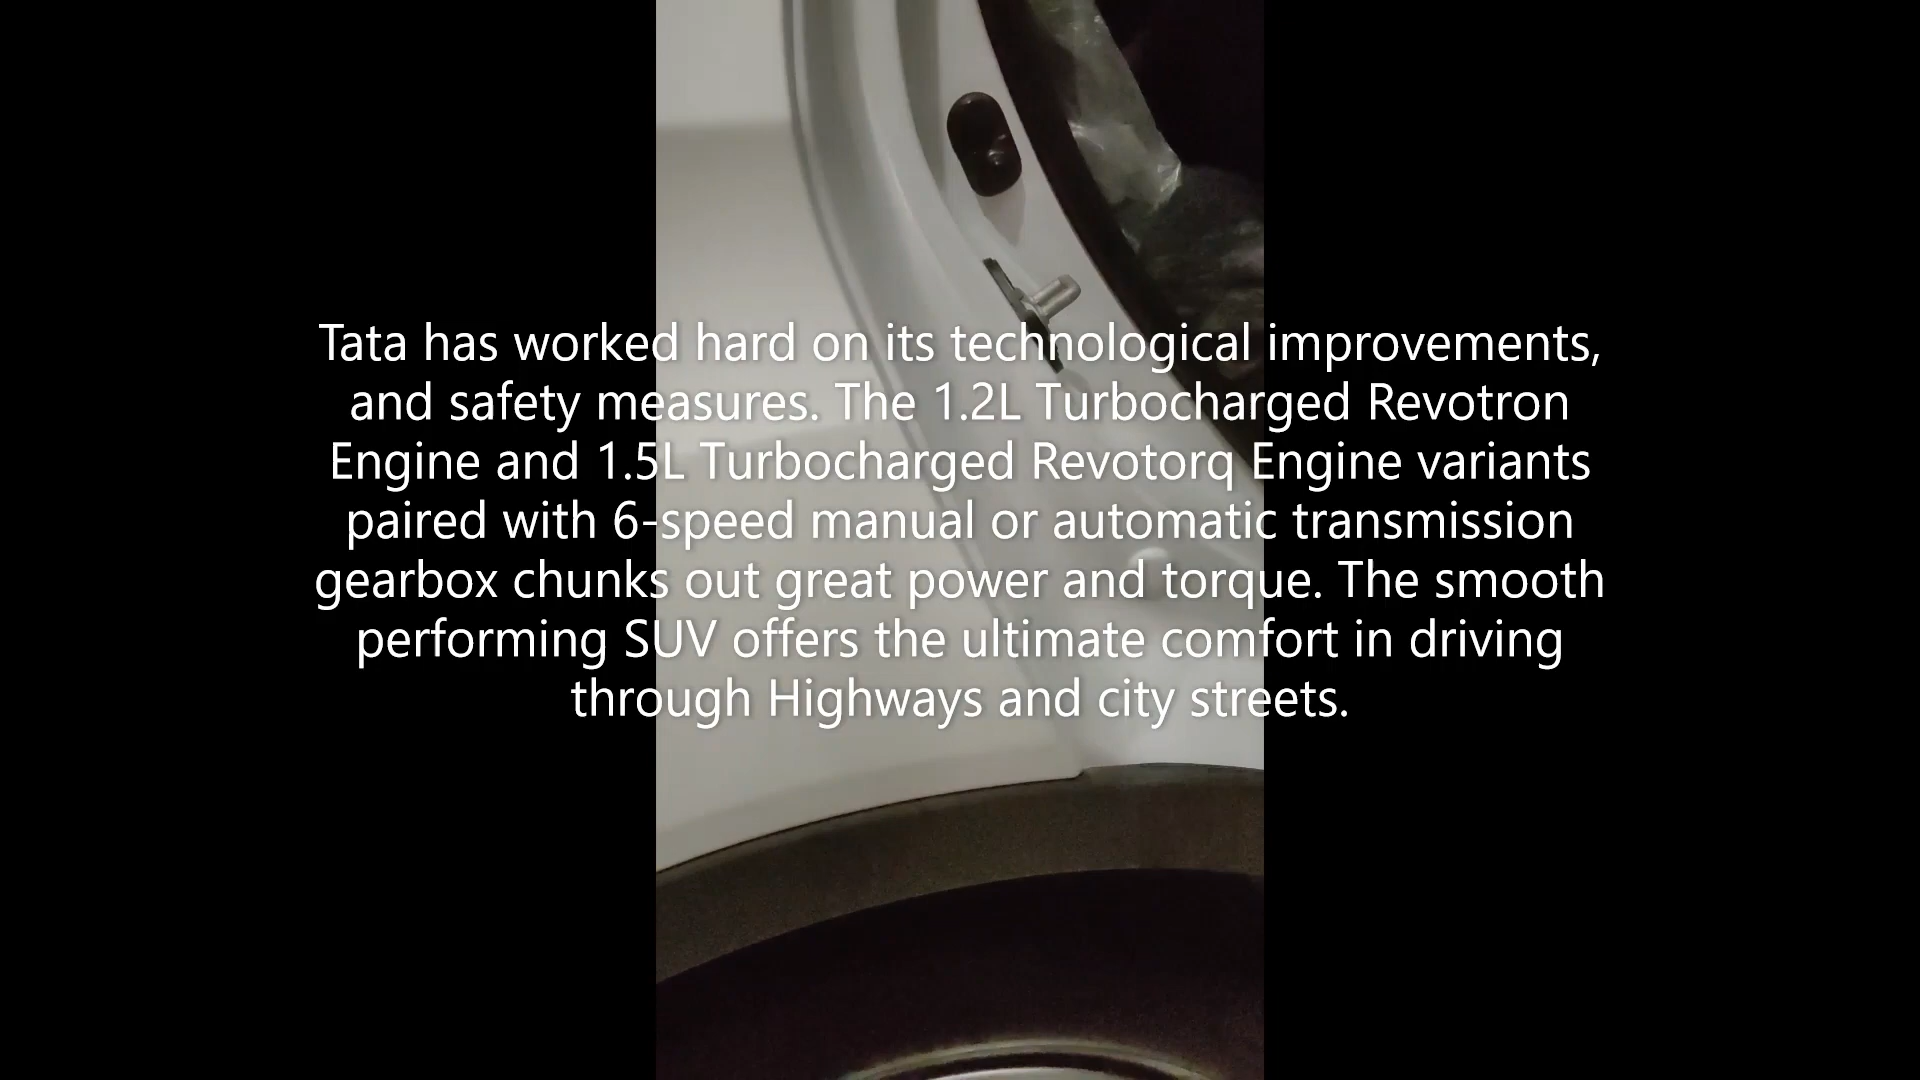 Tata has worked hard on its technological improvements,
and safety measures. The 1.2L Turbocharged Revotron
Engine and 1.5L Turbocharged Revotorq Engine variants
paired with 6-speed manual or automatic transmission
gearbox chunks out great power and torque. The smooth
performing SUV offers the ultimate comfort in driving
through Highways and city streets.